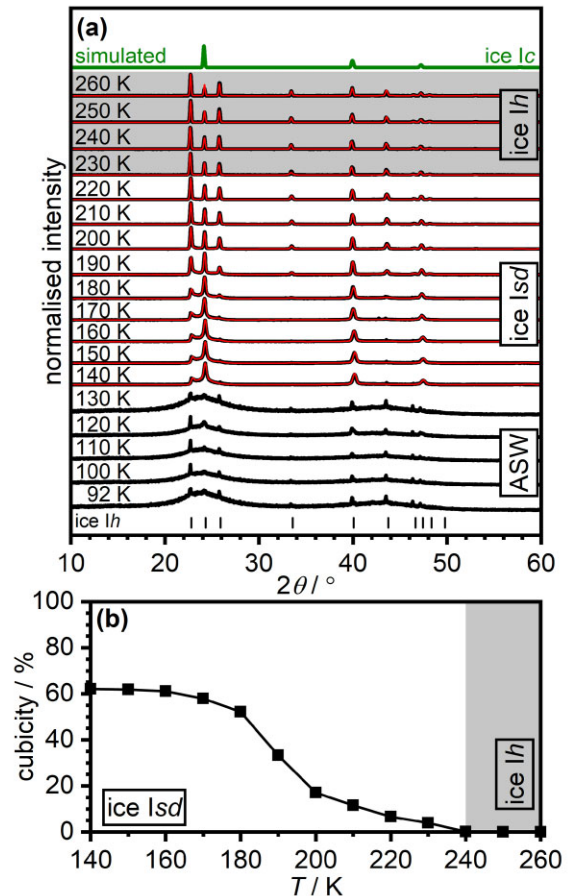 (a)
simulated
ice Ic
260 K
250 K
240 K
230 K
ice Ih
220 K
210 K
200 K
190 K
180 K
170 K
160 K
150 K
140 K
ice Isd
130 K
120 K
110 K
100 K
92 K
ASW
ice Ih
normalised intensity
10 20 30 40 50 60
2θ / °
(b)
100
80
60
40
20
0
cubicity / %
ice Isd
ice Ih
140 160 180 200 220 240 260
T / K